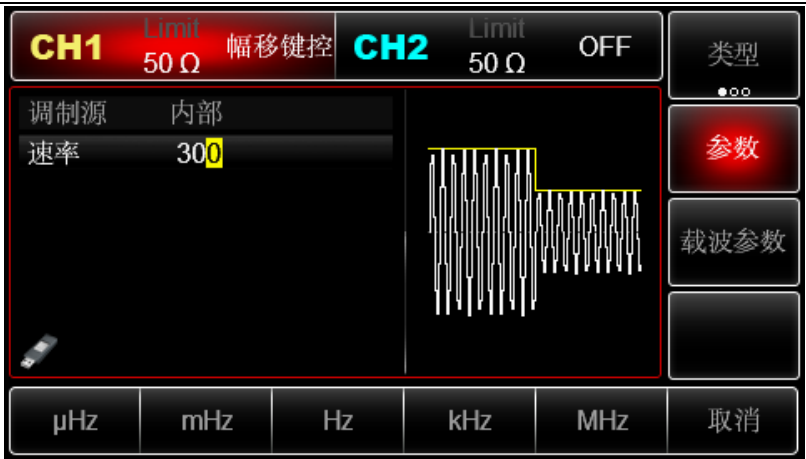 CH1 Limit 50 Ω 幅移键控 CH2 Limit 50 Ω OFF
类型
调制源 内部
速率 300
参数
载波参数
µHz mHz Hz kHz MHz 取消